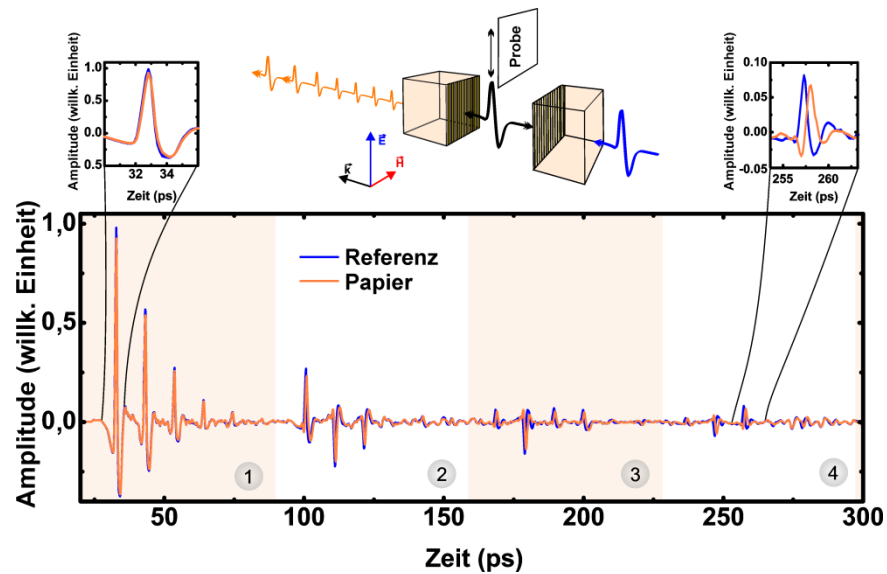 Amplitude (willk. Einheit)
1.0
0.5
0.0
0.5
32 34
Zeit (ps)
Probe
E
H
k
Amplitude (willk. Einheit)
0.10
0.05
0.00
-0.05
255 260
Zeit (ps)
Amplitude (willk. Einheit)
1,0
0,5
0,0
Referenz
Papier
1 2 3 4
50 100 150 200 250 300
Zeit (ps)